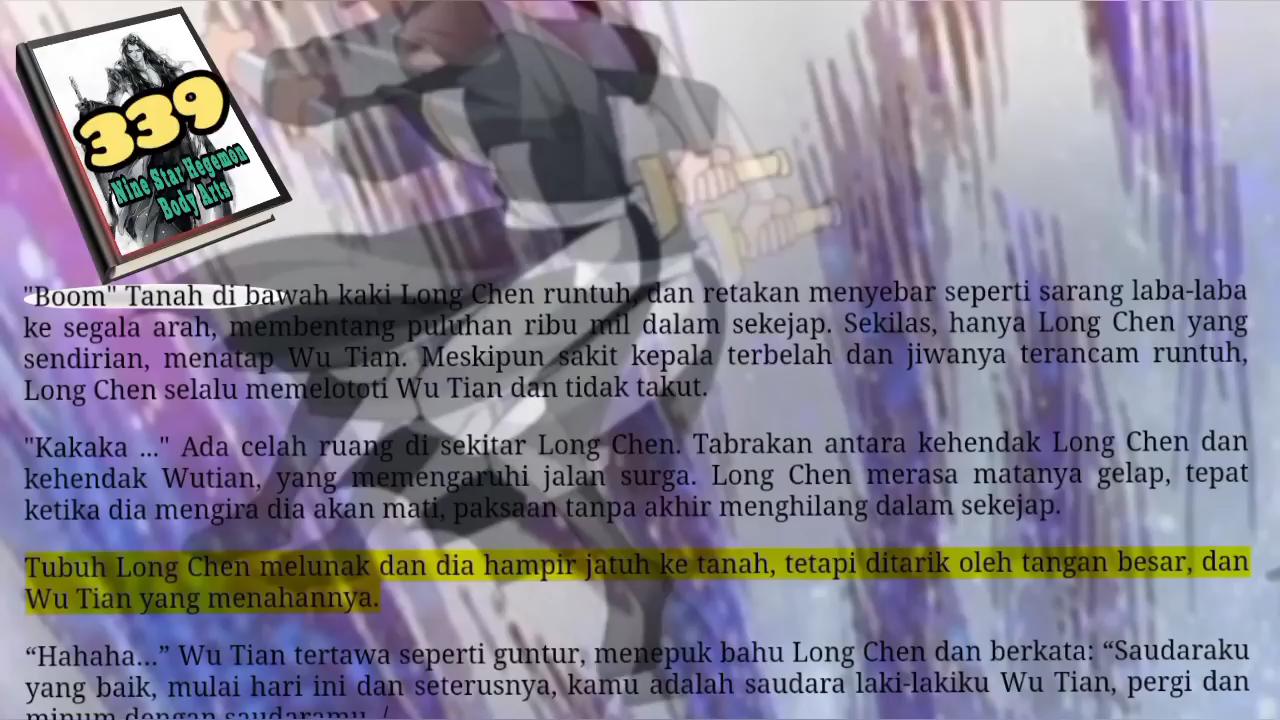 339
Nine Star Hegemon
Body Arts
"Boom" Tanah di bawah kaki Long Chen runtuh, dan retakan menyebar seperti sarang laba-laba
ke segala arah, membentang puluhan ribu mil dalam sekejap. Sekilas, hanya Long Chen yang
sendirian, menatap Wu Tian. Meskipun sakit kepala terbelah dan jiwanya terancam runtuh,
Long Chen selalu memelototi Wu Tian dan tidak takut.
"Kakaka ..." Ada celah ruang di sekitar Long Chen. Tabrakan antara kehendak Long Chen dan
kehendak Wutian, yang memengaruhi jalan surga. Long Chen merasa matanya gelap, tepat
ketika dia mengira dia akan mati, paksaan tanpa akhir menghilang dalam sekejap.
Tubuh Long Chen melunak dan dia hampir jatuh ke tanah, tetapi ditarik oleh tangan besar, dan
Wu Tian yang menahannya.
“Hahaha...” Wu Tian tertawa seperti guntur, menepuk bahu Long Chen dan berkata: “Saudaraku
yang baik, mulai hari ini dan seterusnya, kamu adalah saudara laki-lakiku Wu Tian, pergi dan
minum dengan saudaramu. /